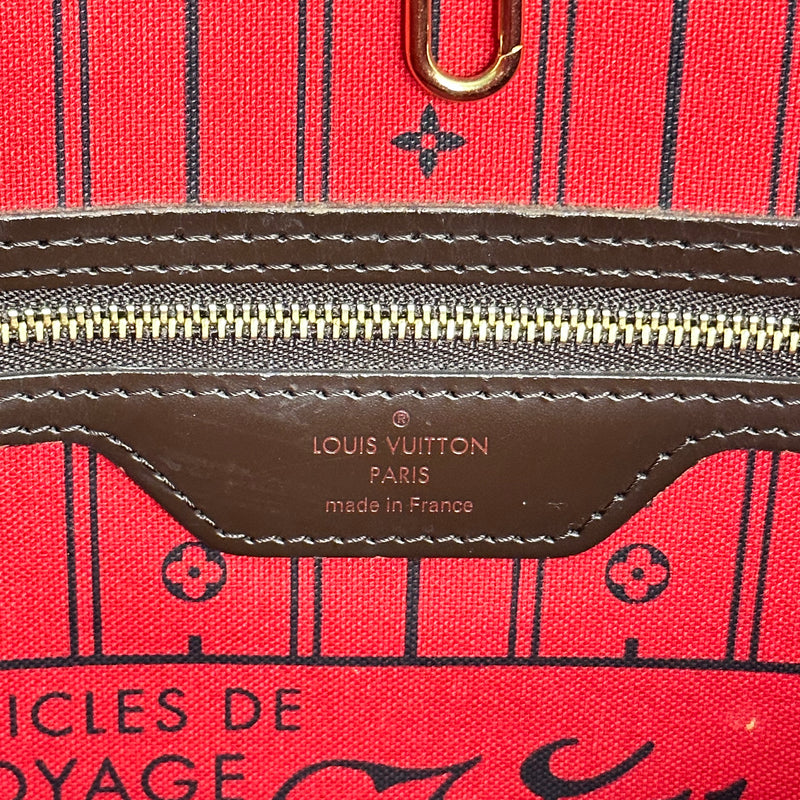 ®
LOUIS VUITTON
PARIS
made in France
ICLES DE
OYAGE